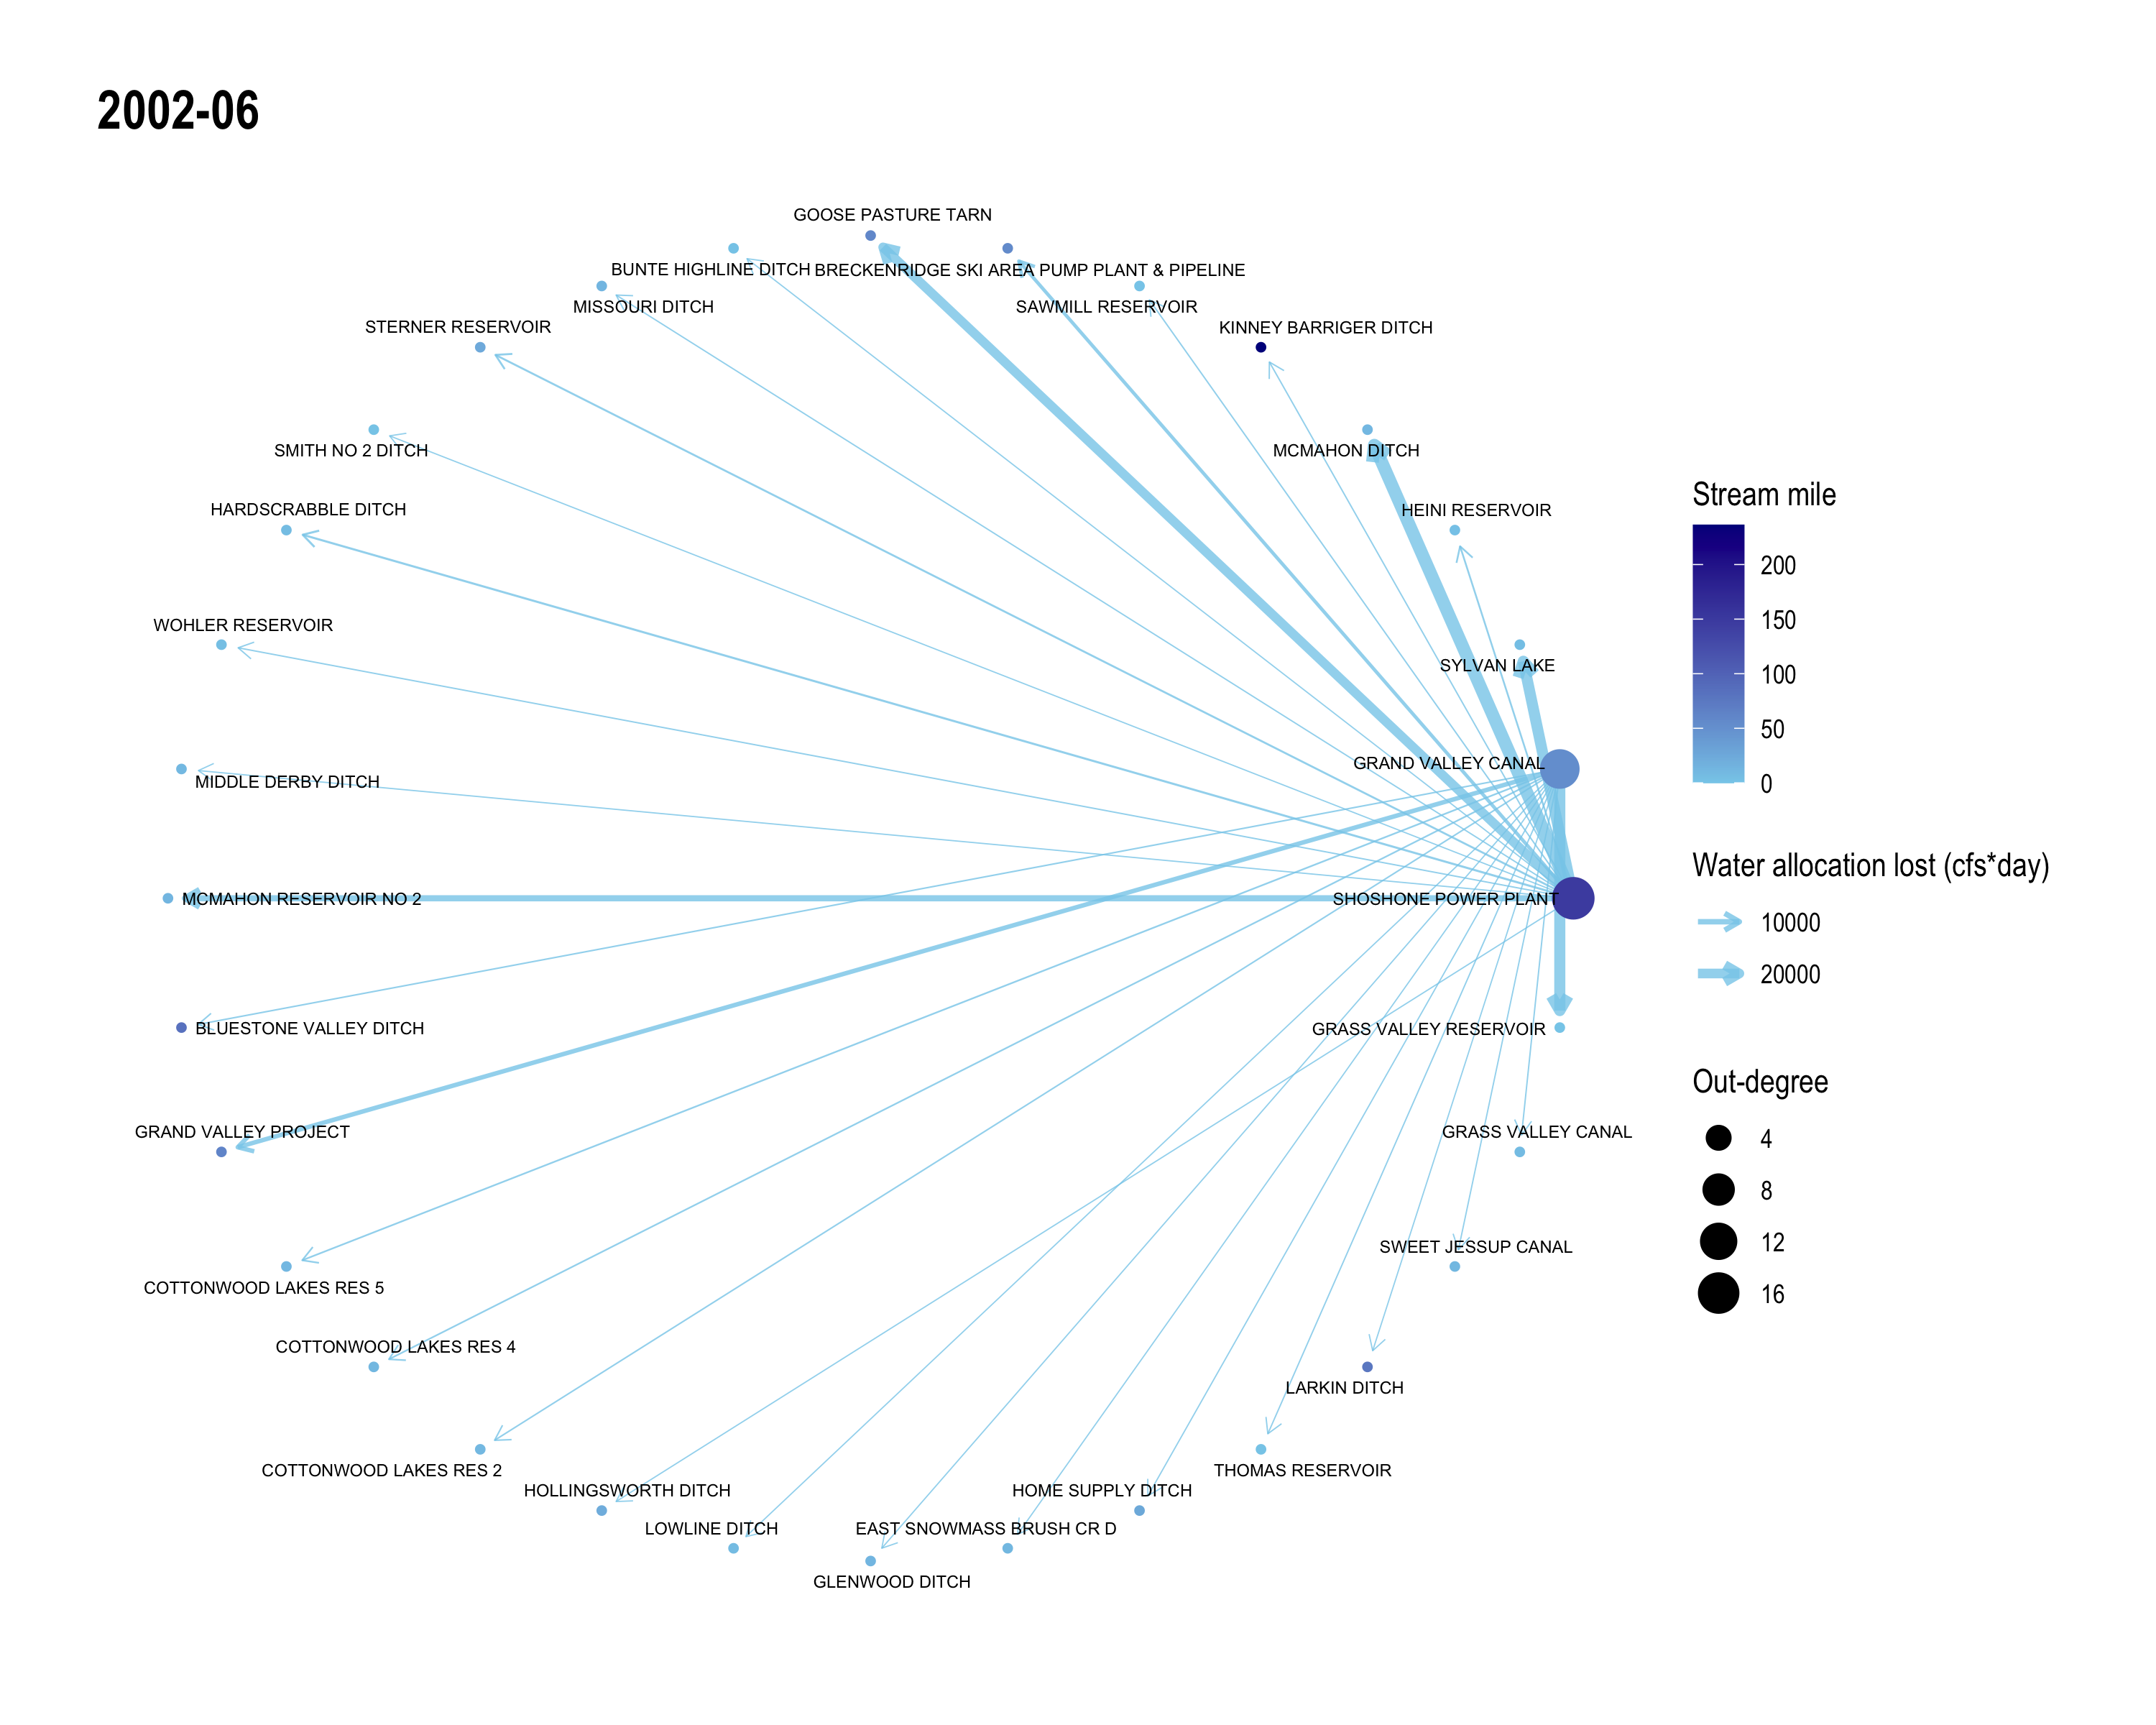 2002-06
GOOSE PASTURE TARN
BUNTE HIGHLINE DITCH
BRECKENRIDGE SKI AREA PUMP PLANT & PIPELINE
MISSOURI DITCH
SAWMILL RESERVOIR
STERNER RESERVOIR
KINNEY BARRIGER DITCH
SMITH NO 2 DITCH
MCMAHON DITCH
HARDSCRABBLE DITCH
HEINI RESERVOIR
WOHLER RESERVOIR
SYLVAN LAKE
GRAND VALLEY CANAL
MIDDLE DERBY DITCH
MCMAHON RESERVOIR NO 2
SHOSHONE POWER PLANT
BLUESTONE VALLEY DITCH
GRASS VALLEY RESERVOIR
GRAND VALLEY PROJECT
GRASS VALLEY CANAL
SWEET JESSUP CANAL
COTTONWOOD LAKES RES 5
COTTONWOOD LAKES RES 4
LARKIN DITCH
COTTONWOOD LAKES RES 2
THOMAS RESERVOIR
HOLLINGSWORTH DITCH
HOME SUPPLY DITCH
LOWLINE DITCH
EAST SNOWMASS BRUSH CR D
GLENWOOD DITCH
Stream mile
200
150
100
50
0
Water allocation lost (cfs*day)
10000
20000
Out-degree
4
8
12
16